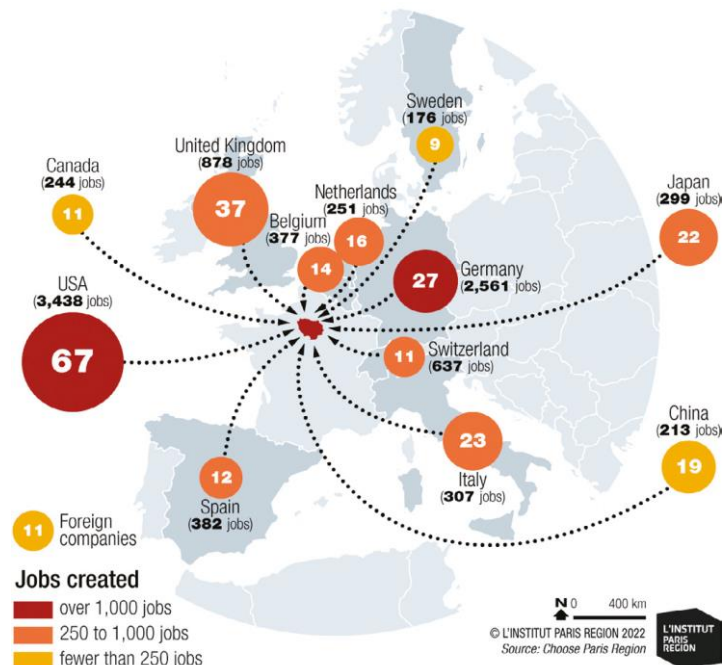 Sweden
(176 jobs)
9
United Kingdom
(878 jobs)
37
Canada
(244 jobs)
11
Netherlands
(251 jobs)
16
Belgium
(377 jobs)
14
Japan
(299 jobs)
22
USA
(3,438 jobs)
67
27
Germany
(2,561 jobs)
11
Switzerland
(637 jobs)
China
(213 jobs)
19
23
Italy
(307 jobs)
12
Spain
(382 jobs)
11
Foreign
companies
Jobs created
over 1,000 jobs
250 to 1,000 jobs
fewer than 250 jobs
N 0 400 km
© L'INSTITUT PARIS REGION 2022
Source: Choose Paris Region
L'INSTITUT
PARIS
REGION